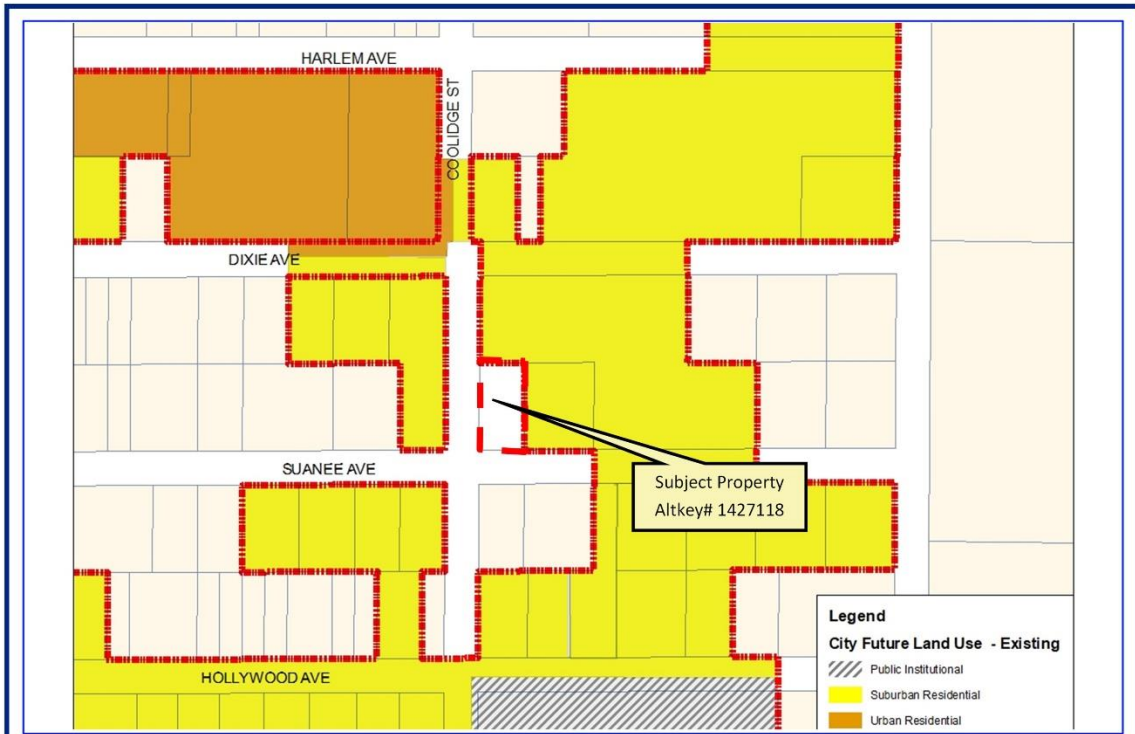 HARLEM AVE
COOLIDGE ST
DIXIE AVE
SUANEE AVE
Subject Property
Altkey# 1427118
HOLLYWOOD AVE
Legend
City Future Land Use - Existing
Public Institutional
Suburban Residential
Urban Residential